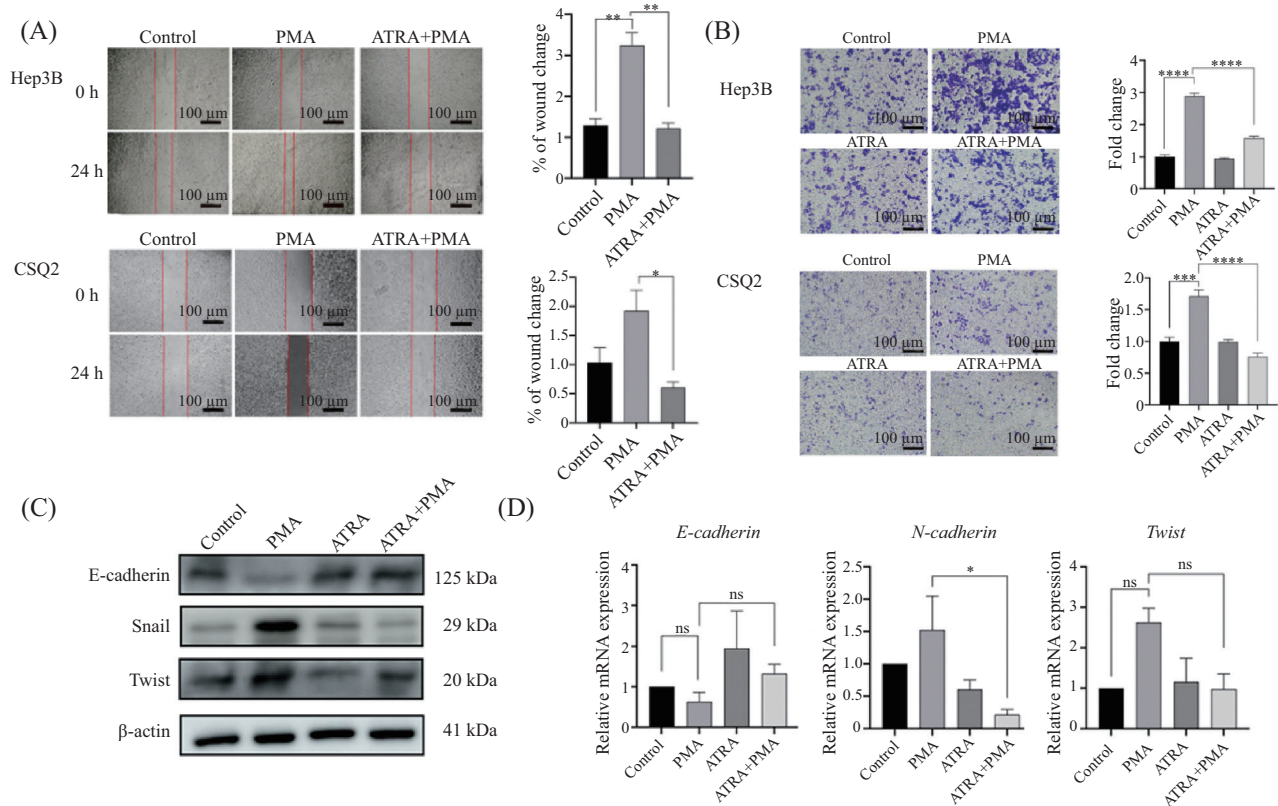 (A)
Control PMA ATRA+PMA
Hep3B
0 h
100 µm 100 µm 100 µm
24 h
100 µm 100 µm 100 µm
Control PMA ATRA+PMA
CSQ2
0 h
100 µm 100 µm 100 µm
24 h
100 µm 100 µm 100 µm
% of wound change
4
3
2
1
0
** **
Control
PMA
ATRA+PMA
% of wound change
2.5
2.0
1.5
1.0
0.5
0
*
Control
PMA
ATRA+PMA
(B)
Control PMA
Hep3B
100 µm 100 µm
ATRA ATRA+PMA
100 µm 100 µm
Control PMA
CSQ2
100 µm 100 µm
ATRA ATRA+PMA
100 µm 100 µm
Fold change
4
3
2
1
0
**** ****
Control
PMA
ATRA
ATRA+PMA
Fold change
2.0
1.5
1.0
0.5
0
*** ****
Control
PMA
ATRA
ATRA+PMA
(C)
Control PMA ATRA ATRA+PMA
E-cadherin 125 kDa
Snail 29 kDa
Twist 20 kDa
β-actin 41 kDa
(D)
E-cadherin
Relative mRNA expression
4
3
2
1
0
ns ns
Control
PMA
ATRA
ATRA+PMA
N-cadherin
Relative mRNA expression
2.5
2.0
1.5
1.0
0.5
0
*
Control
PMA
ATRA
ATRA+PMA
Twist
Relative mRNA expression
4
3
2
1
0
ns ns
Control
PMA
ATRA
ATRA+PMA